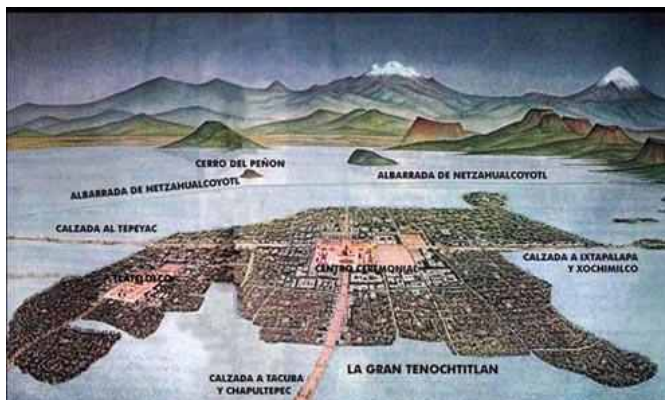 CERRO DEL PEÑON
ALBARRADA DE NETZAHUALCOYOTL
ALBARRADA DE NETZAHUALCOYOTL
CALZADA AL TEPEYAC
CALZADA A IXTAPALAPA
Y XOCHIMILCO
TLATELOLCO
CENTRO CEREMONIAL
LA GRAN TENOCHTITLAN
CALZADA A TACUBA
Y CHAPULTEPEC